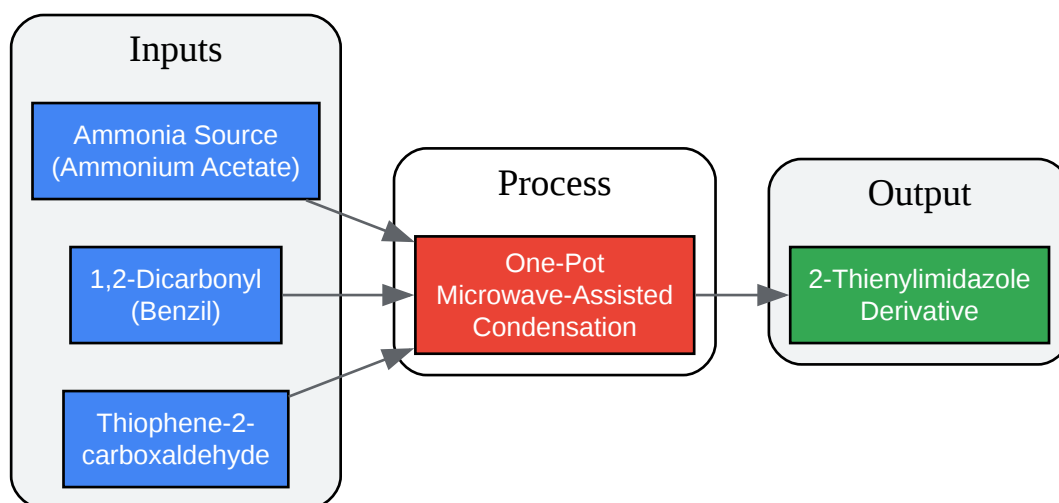 Inputs
Ammonia Source
(Ammonium Acetate)
1,2-Dicarbonyl
(Benzil)
Thiophene-2-
carboxaldehyde
Process
One-Pot
Microwave-Assisted
Condensation
Output
2-Thienylimidazole
Derivative